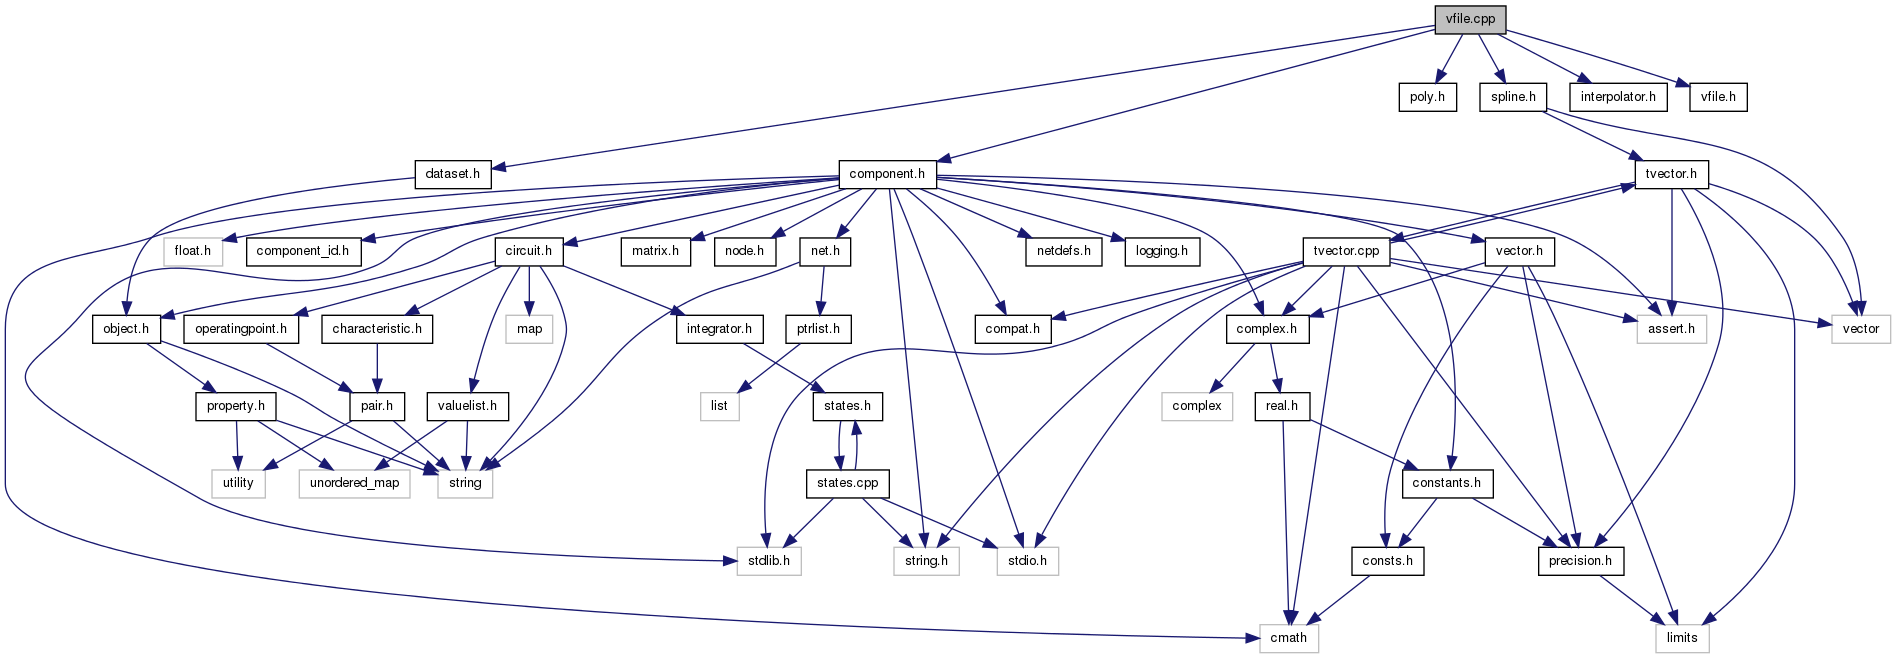 vfile.cpp
poly.h
spline.h
interpolator.h
vfile.h
dataset.h
component.h
tvector.h
float.h
component_id.h
circuit.h
matrix.h
node.h
net.h
netdefs.h
logging.h
tvector.cpp
vector.h
object.h
operatingpoint.h
characteristic.h
map
integrator.h
ptrlist.h
compat.h
complex.h
assert.h
vector
property.h
pair.h
valuelist.h
list
states.h
complex
real.h
utility
unordered_map
string
states.cpp
constants.h
stdlib.h
string.h
stdio.h
consts.h
precision.h
cmath
limits